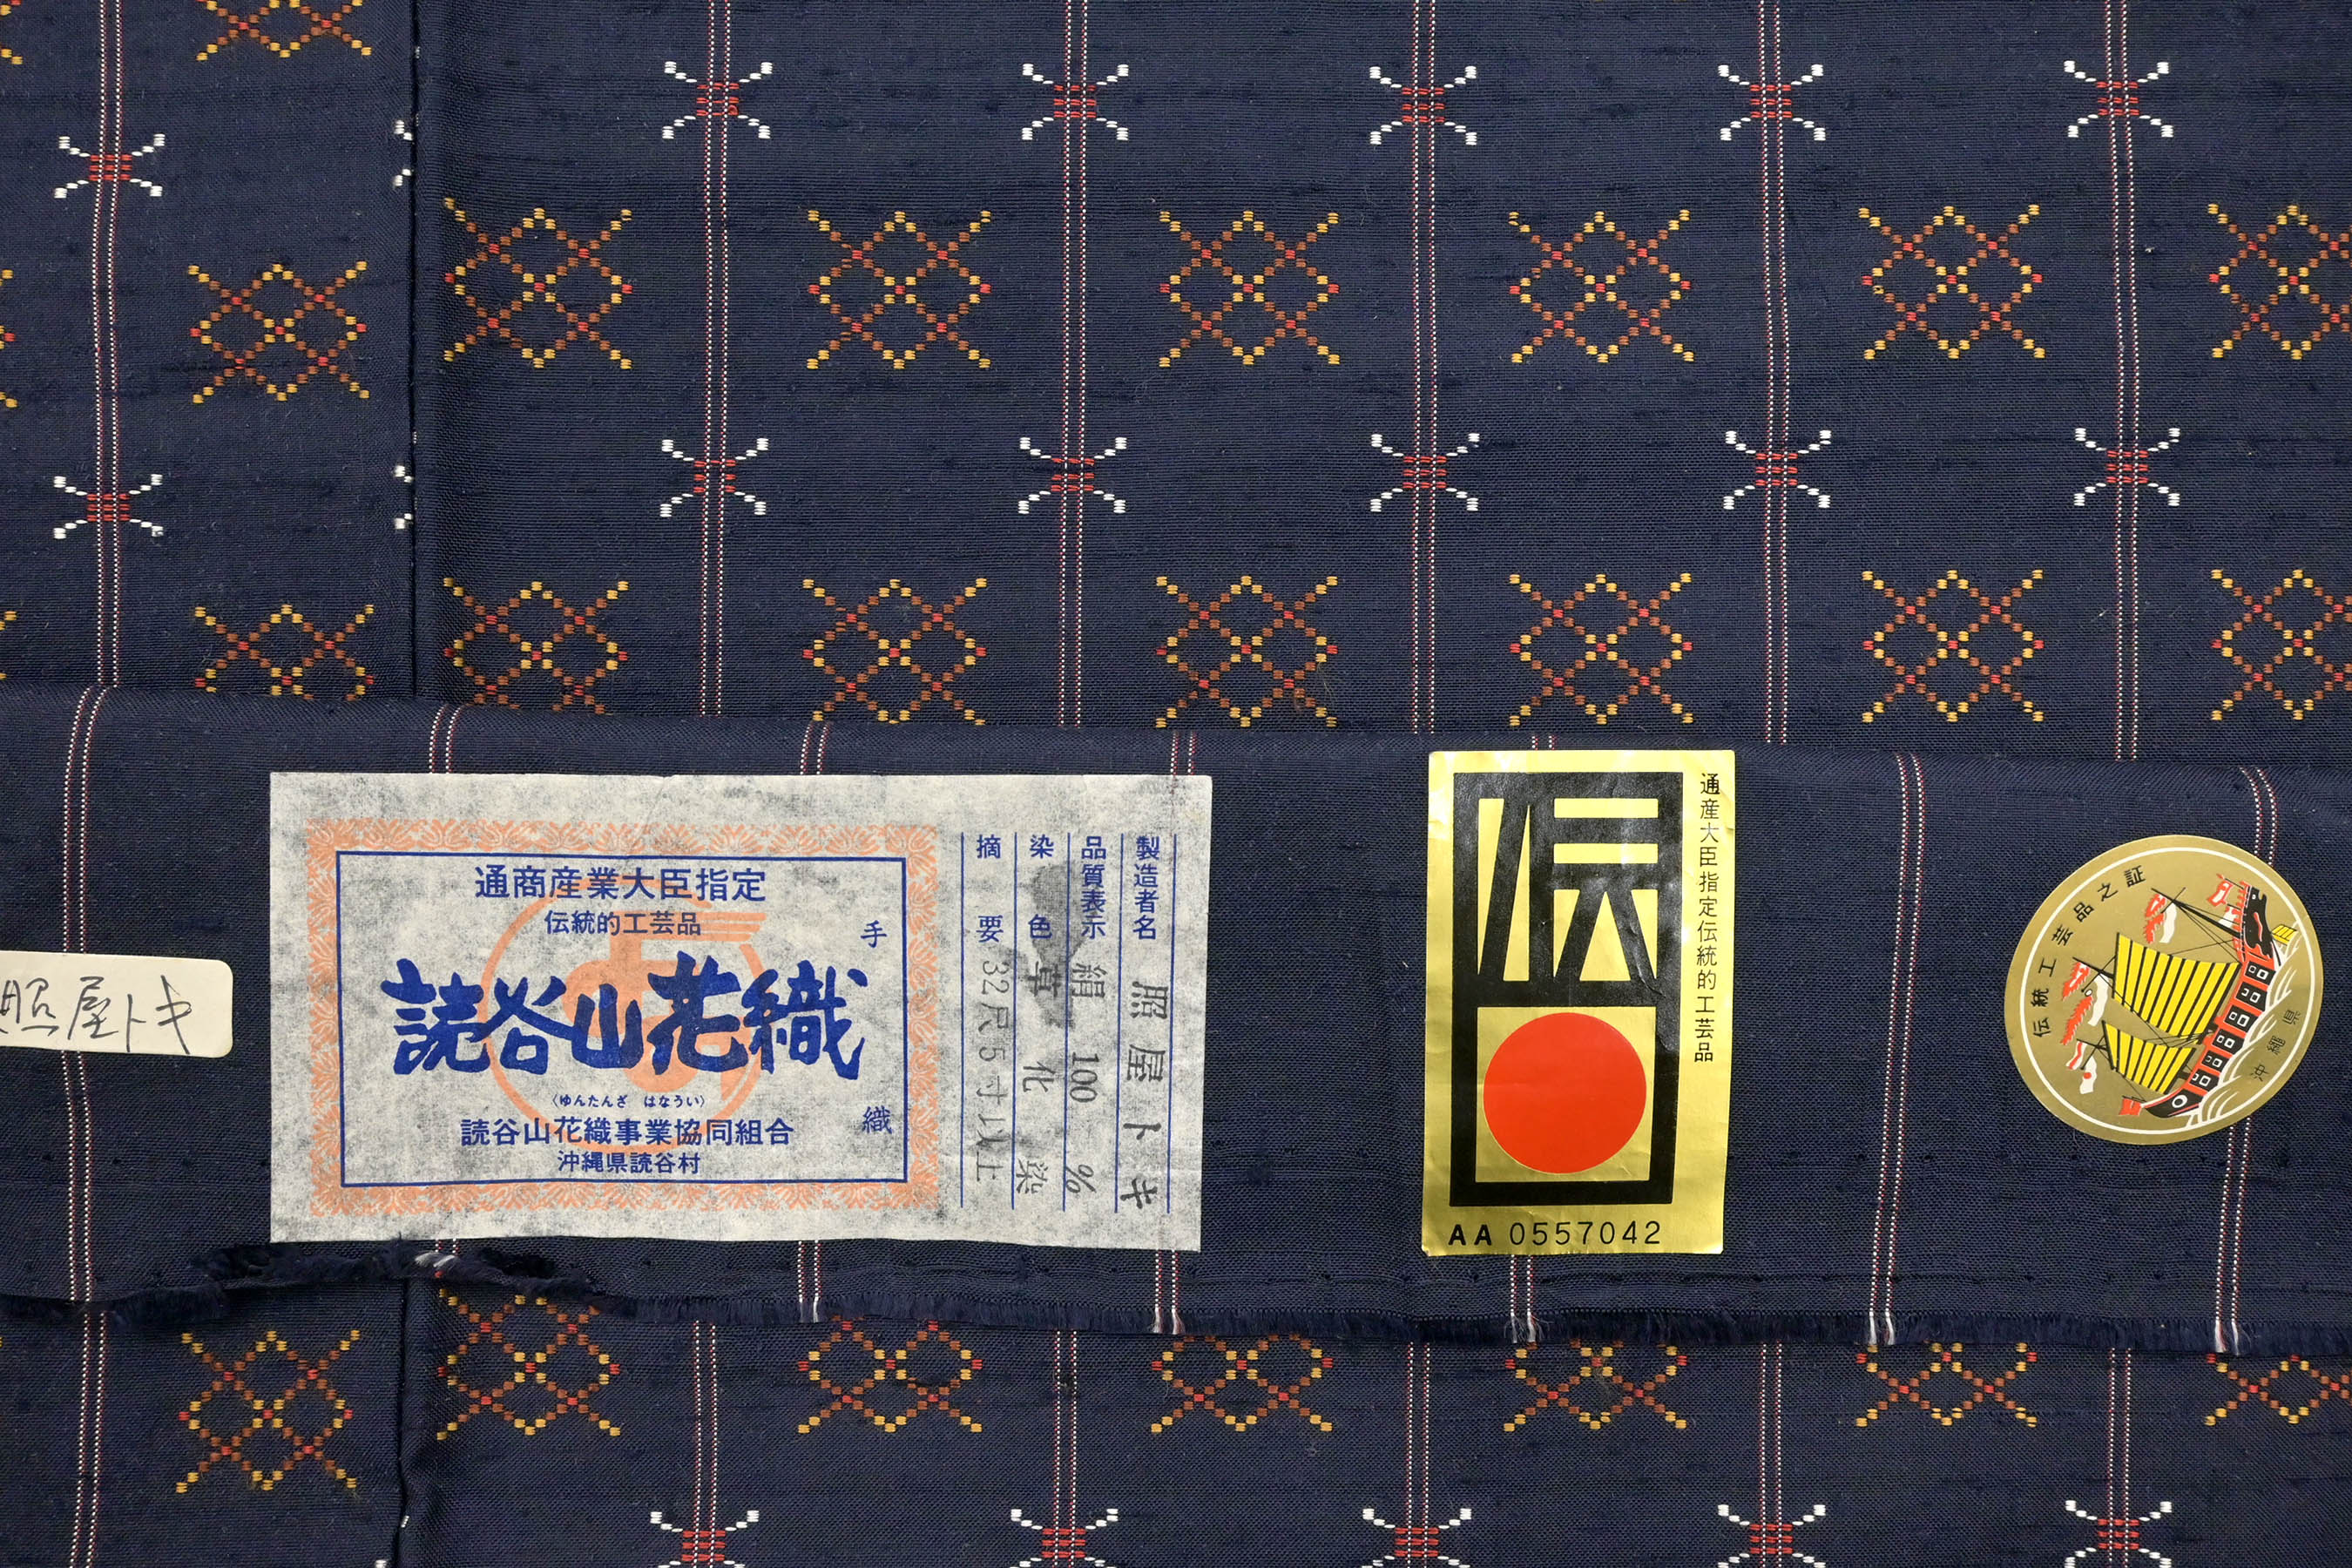 照屋トキ
通商産業大臣指定
伝統的工芸品
手織
読谷山花織
〈ゆんたんざ はなうい〉
読谷山花織事業協同組合
沖縄県読谷村
製造者名 照屋トキ
品質表示 絹 100 %
染色 草化染
摘要 32尺5寸以上
伝
通産大臣指定伝統的工芸品
AA 0557042
伝統工芸品之証
沖縄県